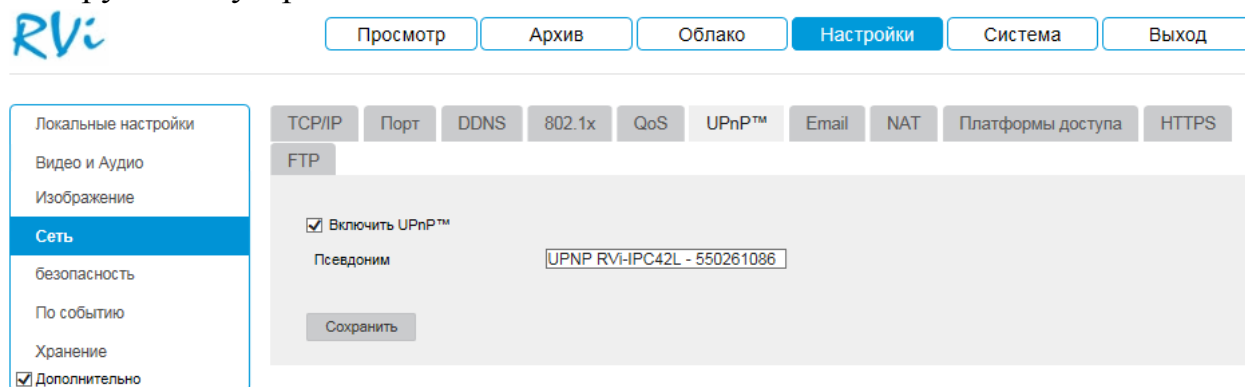 RVi
Просмотр Архив Облако Настройки Система Выход
Локальные настройки
Видео и Аудио
Изображение
Сеть
безопасность
По событию
Хранение
Дополнительно
TCP/IP Порт DDNS 802.1x QoS UPnP™ Email NAT Платформы доступа HTTPS
FTP
Включить UPnP™
Псевдоним UPNP RVi-IPC42L - 550261086
Сохранить